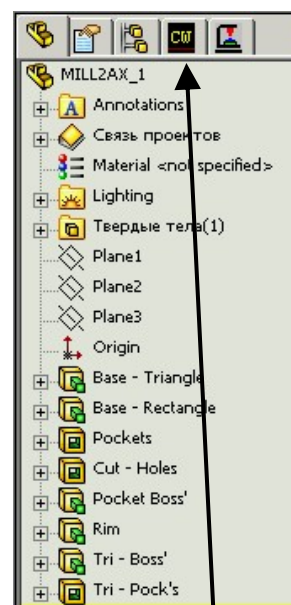 CW
MILL2AX_1
Annotations
Связь проектов
Material <not specified>
Lighting
Твердые тела(1)
Plane1
Plane2
Plane3
Origin
Base - Triangle
Base - Rectangle
Pockets
Cut - Holes
Pocket Boss'
Rim
Tri - Boss'
Tri - Pock's